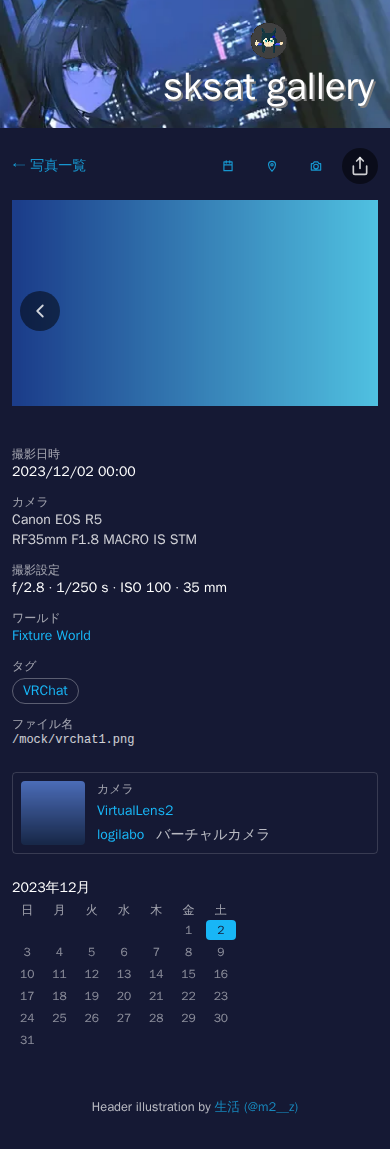 sksat gallery
← 写真一覧
撮影日時
2023/12/02 00:00
カメラ
Canon EOS R5
RF35mm F1.8 MACRO IS STM
撮影設定
f/2.8 · 1/250 s · ISO 100 · 35 mm
ワールド
Fixture World
タグ
VRChat
ファイル名
/mock/vrchat1.png
カメラ
VirtualLens2
logilabo バーチャルカメラ
2023年12月
日 月 火 水 木 金 土
1 2
3 4 5 6 7 8 9
10 11 12 13 14 15 16
17 18 19 20 21 22 23
24 25 26 27 28 29 30
31
Header illustration by 生活 (@m2__z)